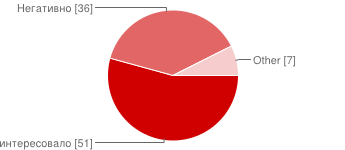 Негативно [36]
Other [7]
интересовало [51]